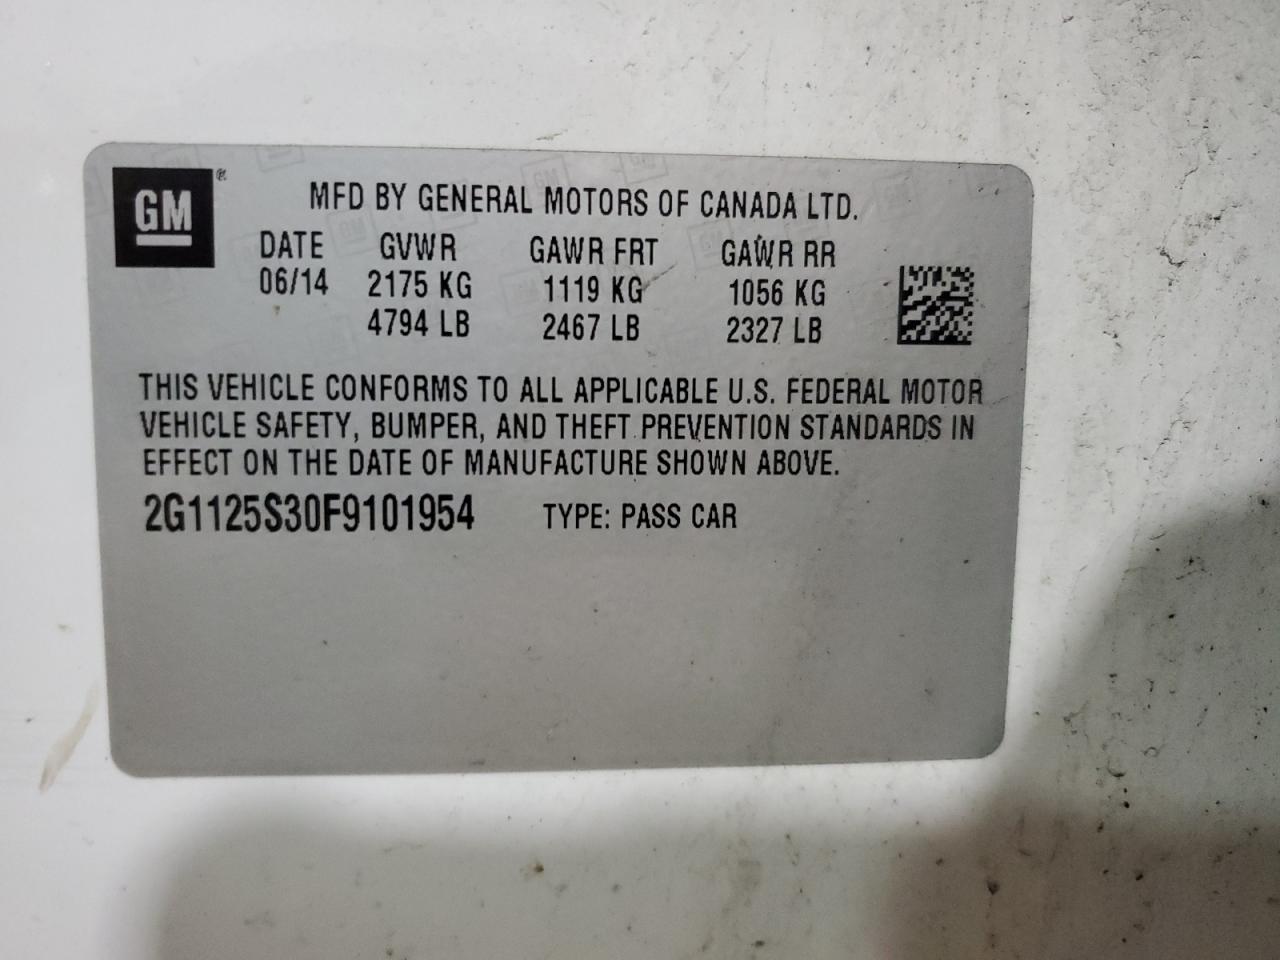 GM®
MFD BY GENERAL MOTORS OF CANADA LTD.
DATE GVWR GAWR FRT GAWR RR
06/14 2175 KG 1119 KG 1056 KG
4794 LB 2467 LB 2327 LB
THIS VEHICLE CONFORMS TO ALL APPLICABLE U.S. FEDERAL MOTOR
VEHICLE SAFETY, BUMPER, AND THEFT PREVENTION STANDARDS IN
EFFECT ON THE DATE OF MANUFACTURE SHOWN ABOVE.
2G1125S30F9101954 TYPE: PASS CAR